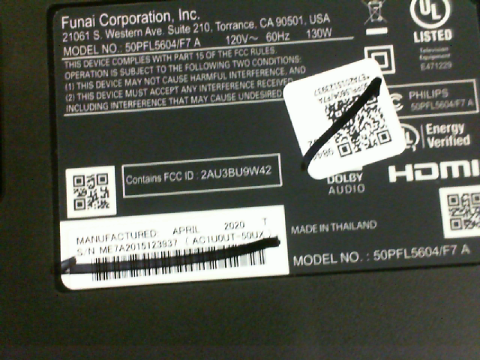 Funai Corporation, Inc.
21061 S. Western Ave. Suite 210, Torrance, CA 90501, USA
MODEL NO.: 50PFL5604/F7 A 120V~ 60Hz 130W
THIS DEVICE COMPLIES WITH PART 15 OF THE FCC RULES.
OPERATION IS SUBJECT TO THE FOLLOWING TWO CONDITIONS:
(1) THIS DEVICE MAY NOT CAUSE HARMFUL INTERFERENCE, AND
(2) THIS DEVICE MUST ACCEPT ANY INTERFERENCE
INCLUDING INTERFERENCE THAT MAY CAUSE UNDESIRED
UL
LISTED
Television
Equipment
E471229
PHILIPS
50PFL5604/F7 A
Energy
Verified
DOLBY
AUDIO
HDMI
Contains FCC ID : 2AU3BU9W42
MANUFACTURED APRIL 2020 T
S/N ME7A2015123937 ( AC1U0UT-50UX )
MADE IN THAILAND
MODEL NO.: 50PFL5604/F7 A